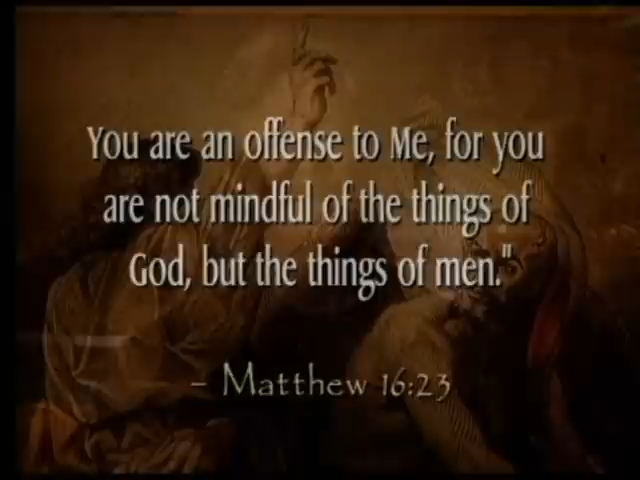 You are an offense to Me, for you
are not mindful of the things of
God, but the things of men."
– Matthew 16:23